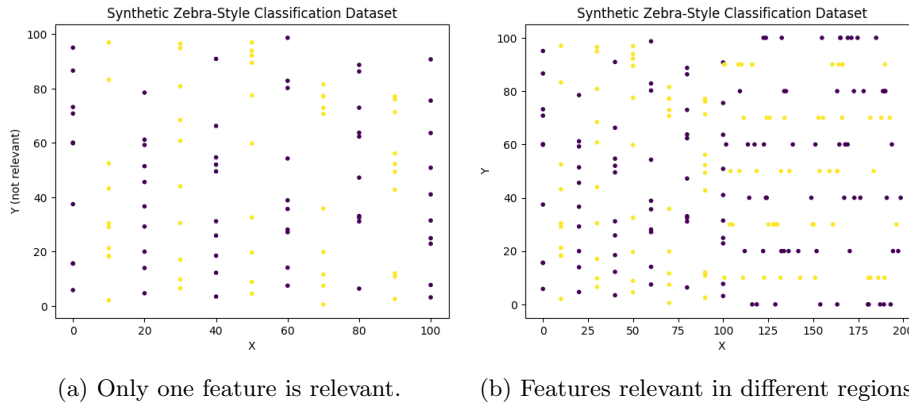 Synthetic Zebra-Style Classification Dataset
100
80
60
40
20
0
Y (not relevant)
0 20 40 60 80 100
X
(a) Only one feature is relevant.
Synthetic Zebra-Style Classification Dataset
100
80
60
40
20
0
Y
0 25 50 75 100 125 150 175 200
X
(b) Features relevant in different regions